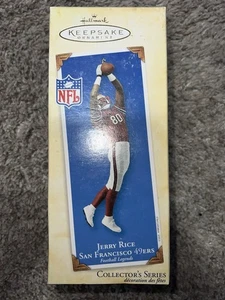 Hallmark
KEEPSAKE
ORNAMENT
NFL
80
JERRY RICE
SAN FRANCISCO 49ERS
Football Legends
COLLECTOR'S SERIES
décoration des fêtes